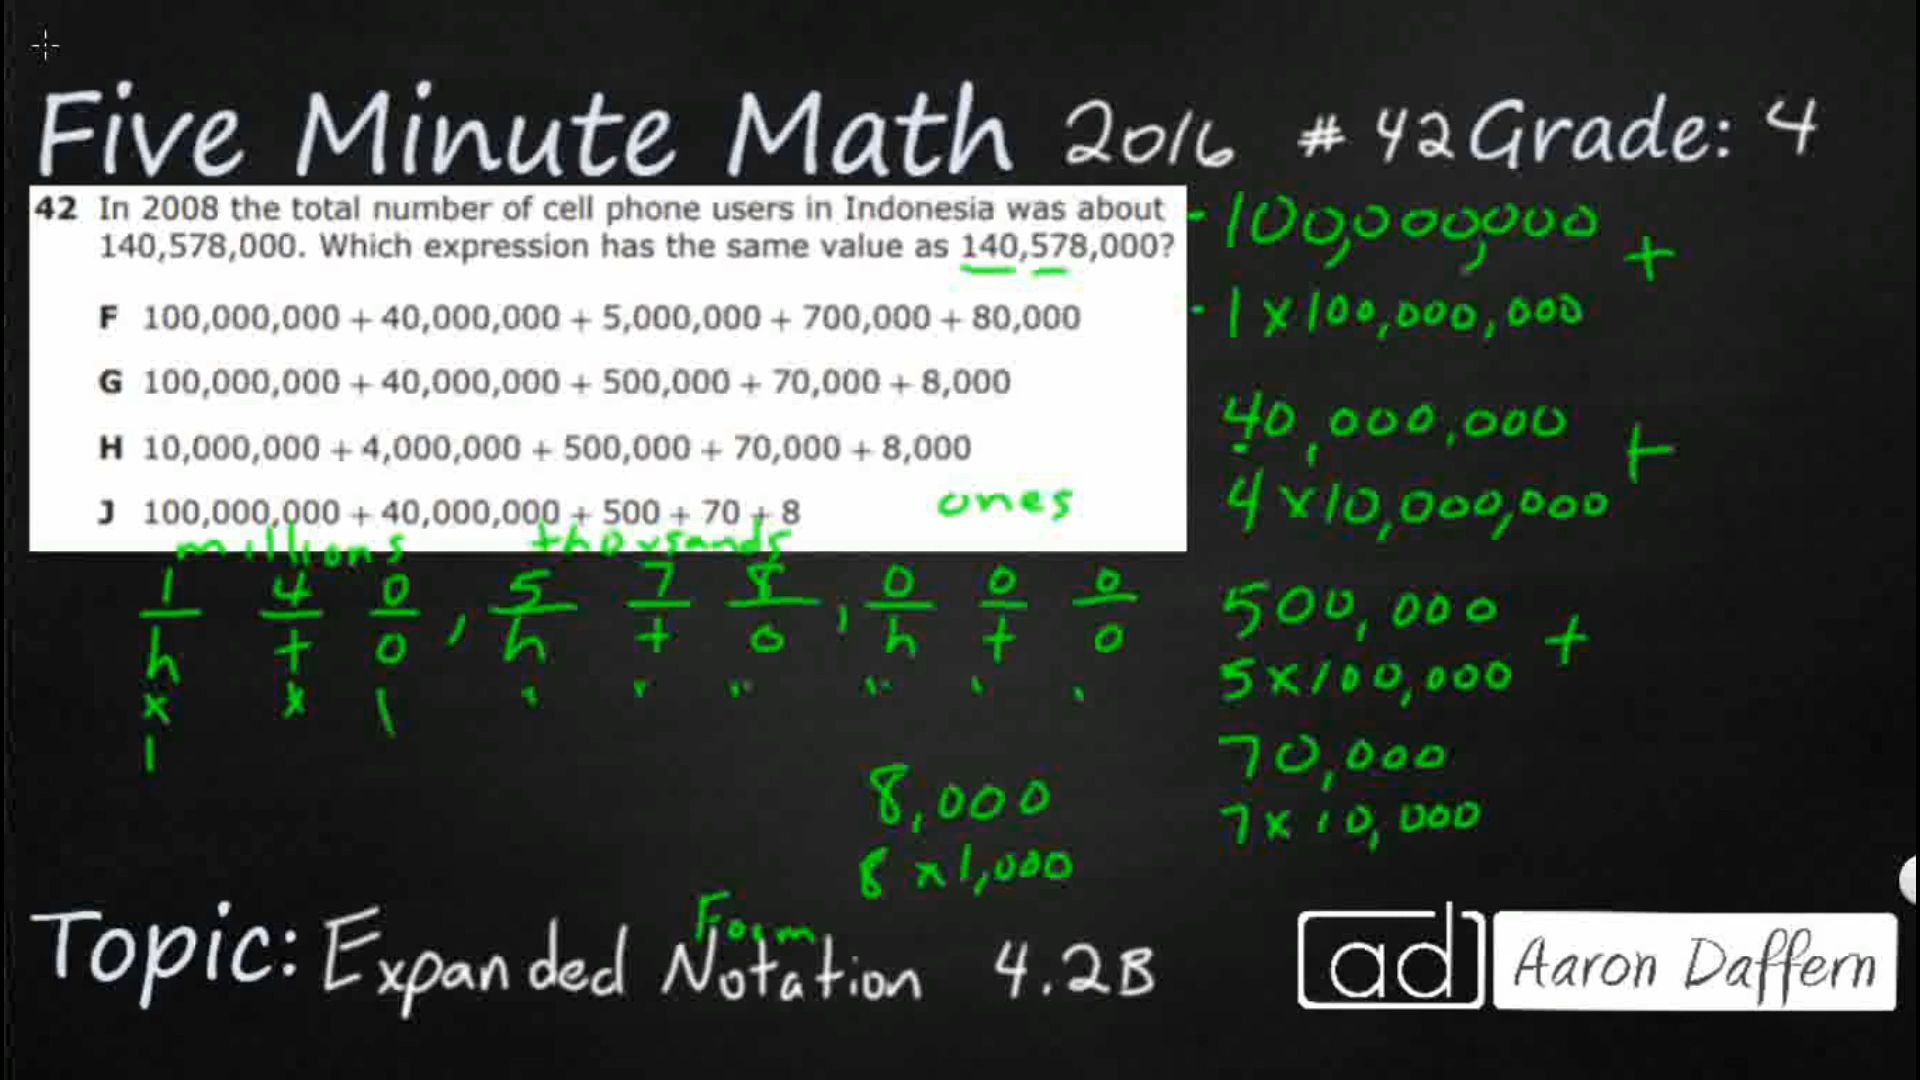 Five Minute Math 2016 # 42 Grade: 4
42 In 2008 the total number of cell phone users in Indonesia was about
140,578,000. Which expression has the same value as 140,578,000?
F 100,000,000 + 40,000,000 + 5,000,000 + 700,000 + 80,000
G 100,000,000 + 40,000,000 + 500,000 + 70,000 + 8,000
H 10,000,000 + 4,000,000 + 500,000 + 70,000 + 8,000
J 100,000,000 + 40,000,000 + 500 + 70 + 8
millions thousands ones
1 4 0 , 5 7 8 , 0 0 0
h t o h t o h t o
x x 1
1
- 100,000,000 +
- 1 x 100,000,000
40,000,000 +
4 x 10,000,000
500,000 +
5 x 100,000
70,000
7 x 10,000
8,000
8 x 1,000
Form
Topic: Expanded Notation 4.2B
ad Aaron Daffern